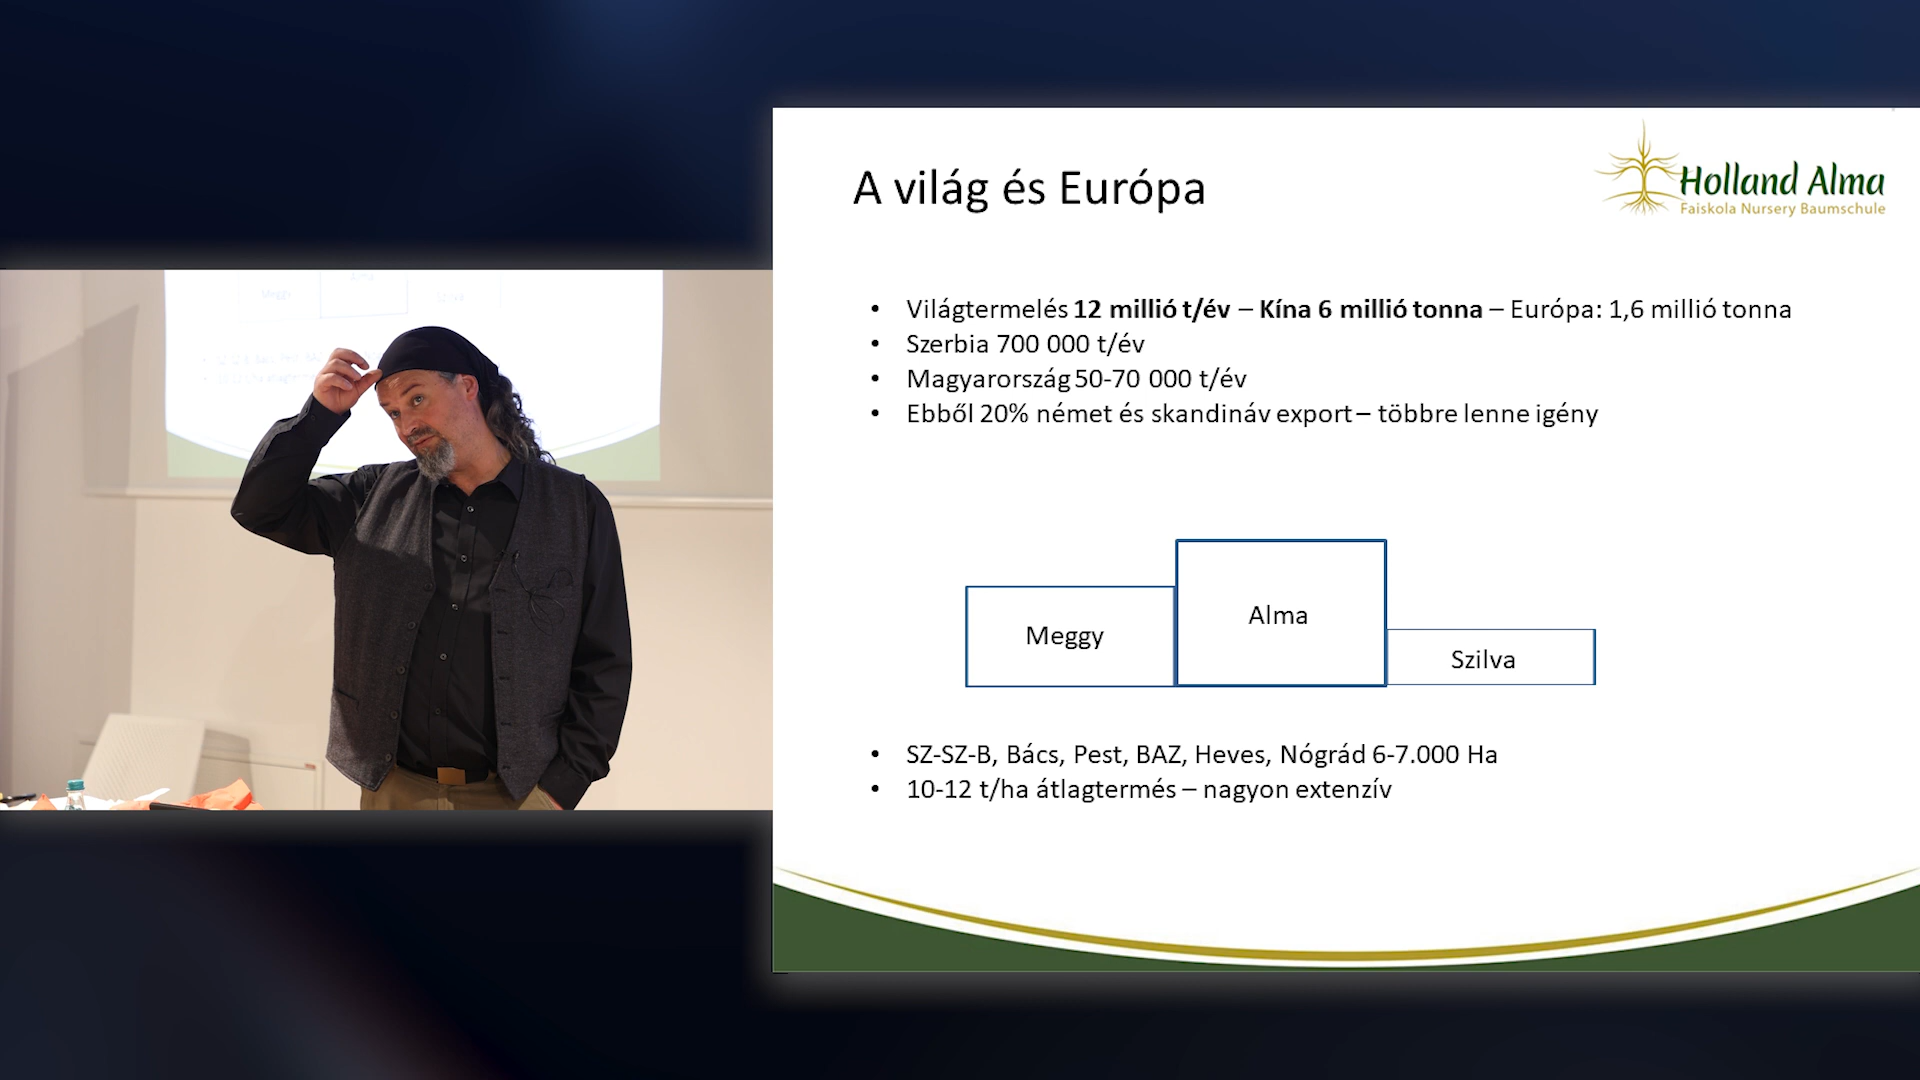 A világ és Európa
Holland Alma
Faiskola Nursery Baumschule
• Világtermelés 12 millió t/év – Kína 6 millió tonna – Európa: 1,6 millió tonna
• Szerbia 700 000 t/év
• Magyarország 50-70 000 t/év
• Ebből 20% német és skandináv export – többre lenne igény
Alma
Meggy
Szilva
• SZ-SZ-B, Bács, Pest, BAZ, Heves, Nógrád 6-7.000 Ha
• 10-12 t/ha átlagtermés – nagyon extenzív